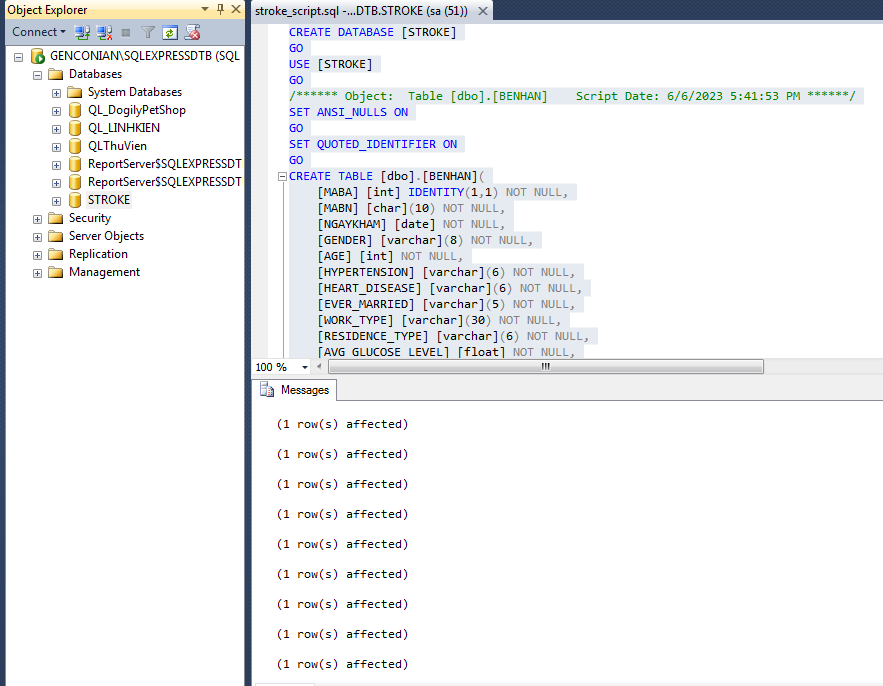 Object Explorer
Connect
GENCONIAN\SQLEXPRESSDTB (SQL
Databases
System Databases
QL_DogilyPetShop
QL_LINHKIEN
QLThuVien
ReportServer$SQLEXPRESSDT
ReportServer$SQLEXPRESSDT
STROKE
Security
Server Objects
Replication
Management
stroke_script.sql -...DTB.STROKE (sa (51))
CREATE DATABASE [STROKE]
GO
USE [STROKE]
GO
/****** Object:  Table [dbo].[BENHAN]    Script Date: 6/6/2023 5:41:53 PM ******/
SET ANSI_NULLS ON
GO
SET QUOTED_IDENTIFIER ON
GO
CREATE TABLE [dbo].[BENHAN](
[MABA] [int] IDENTITY(1,1) NOT NULL,
[MABN] [char](10) NOT NULL,
[NGAYKHAM] [date] NOT NULL,
[GENDER] [varchar](8) NOT NULL,
[AGE] [int] NOT NULL,
[HYPERTENSION] [varchar](6) NOT NULL,
[HEART_DISEASE] [varchar](6) NOT NULL,
[EVER_MARRIED] [varchar](5) NOT NULL,
[WORK_TYPE] [varchar](30) NOT NULL,
[RESIDENCE_TYPE] [varchar](6) NOT NULL,
[AVG_GLUCOSE_LEVEL] [float] NOT NULL,
100 %
Messages
(1 row(s) affected)
(1 row(s) affected)
(1 row(s) affected)
(1 row(s) affected)
(1 row(s) affected)
(1 row(s) affected)
(1 row(s) affected)
(1 row(s) affected)
(1 row(s) affected)